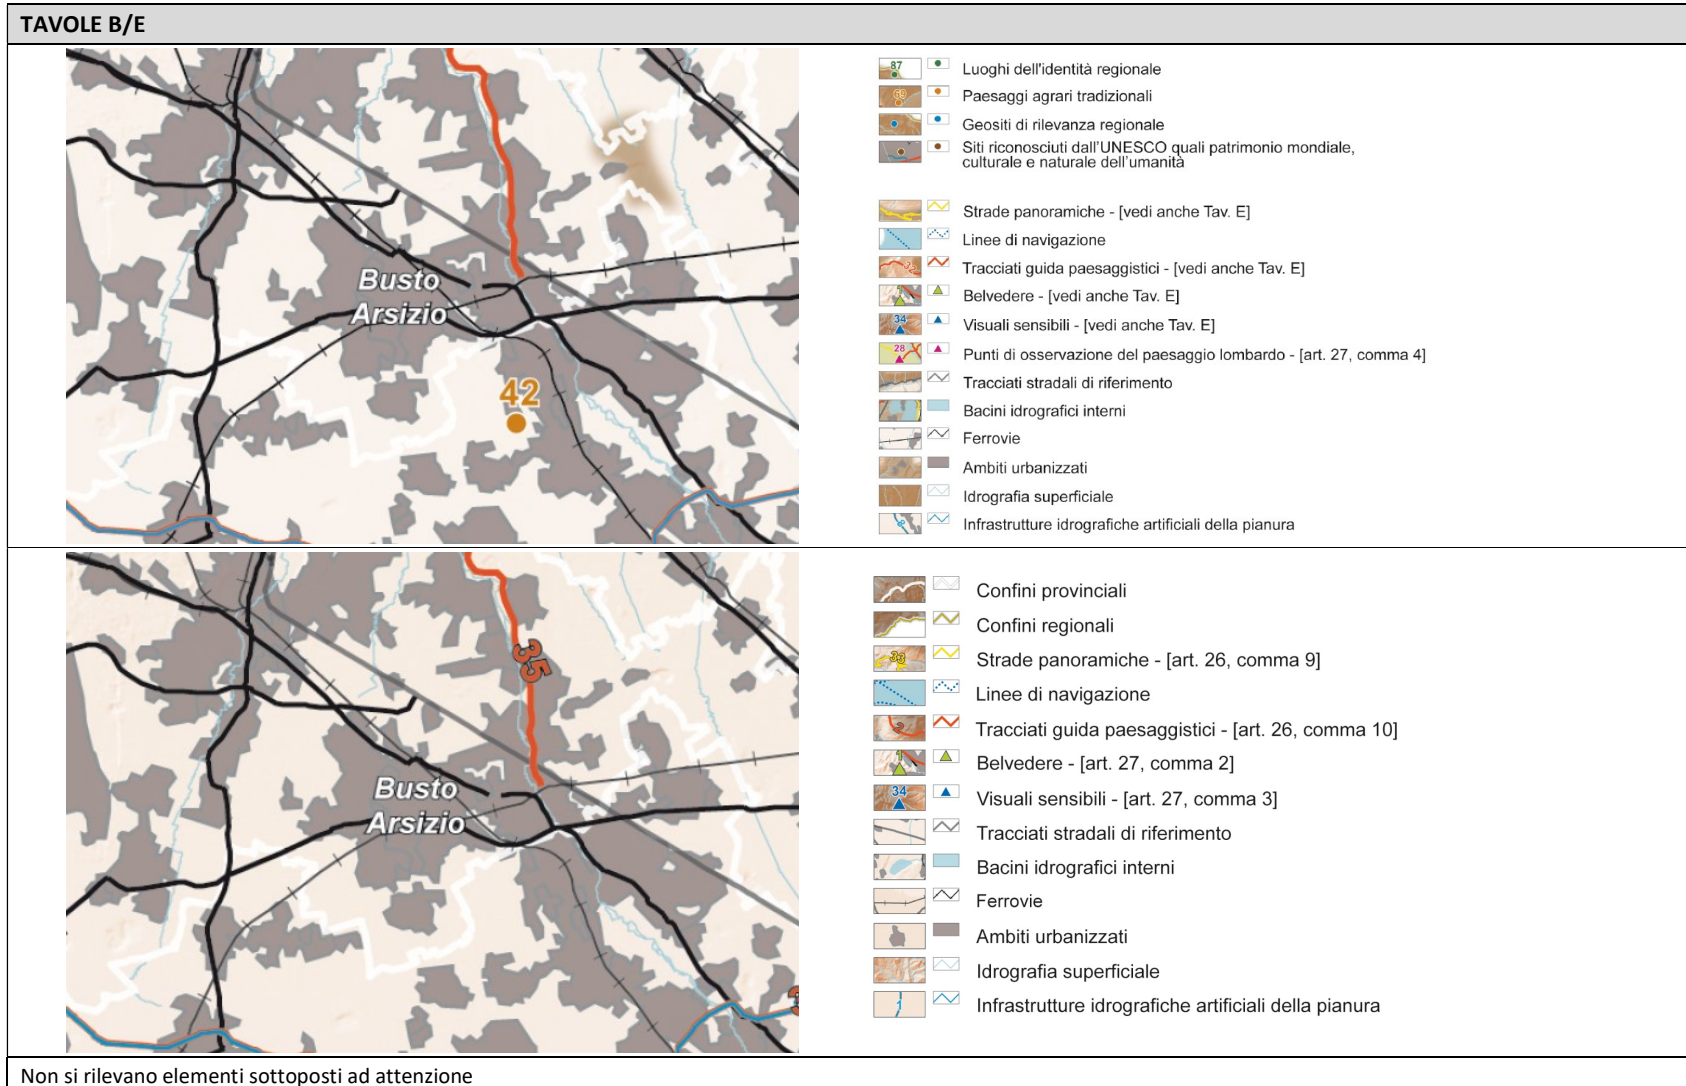 TAVOLE B/E
Busto
Arsizio
42
87
Luoghi dell'identità regionale
69
Paesaggi agrari tradizionali
Geositi di rilevanza regionale
Siti riconosciuti dall'UNESCO quali patrimonio mondiale,
culturale e naturale dell'umanità
Strade panoramiche - [vedi anche Tav. E]
Linee di navigazione
Tracciati guida paesaggistici - [vedi anche Tav. E]
Belvedere - [vedi anche Tav. E]
34
Visuali sensibili - [vedi anche Tav. E]
28
Punti di osservazione del paesaggio lombardo - [art. 27, comma 4]
Tracciati stradali di riferimento
Bacini idrografici interni
Ferrovie
Ambiti urbanizzati
Idrografia superficiale
Infrastrutture idrografiche artificiali della pianura
35
Busto
Arsizio
Confini provinciali
Confini regionali
33
Strade panoramiche - [art. 26, comma 9]
Linee di navigazione
Tracciati guida paesaggistici - [art. 26, comma 10]
Belvedere - [art. 27, comma 2]
34
Visuali sensibili - [art. 27, comma 3]
Tracciati stradali di riferimento
Bacini idrografici interni
Ferrovie
Ambiti urbanizzati
Idrografia superficiale
Infrastrutture idrografiche artificiali della pianura
Non si rilevano elementi sottoposti ad attenzione